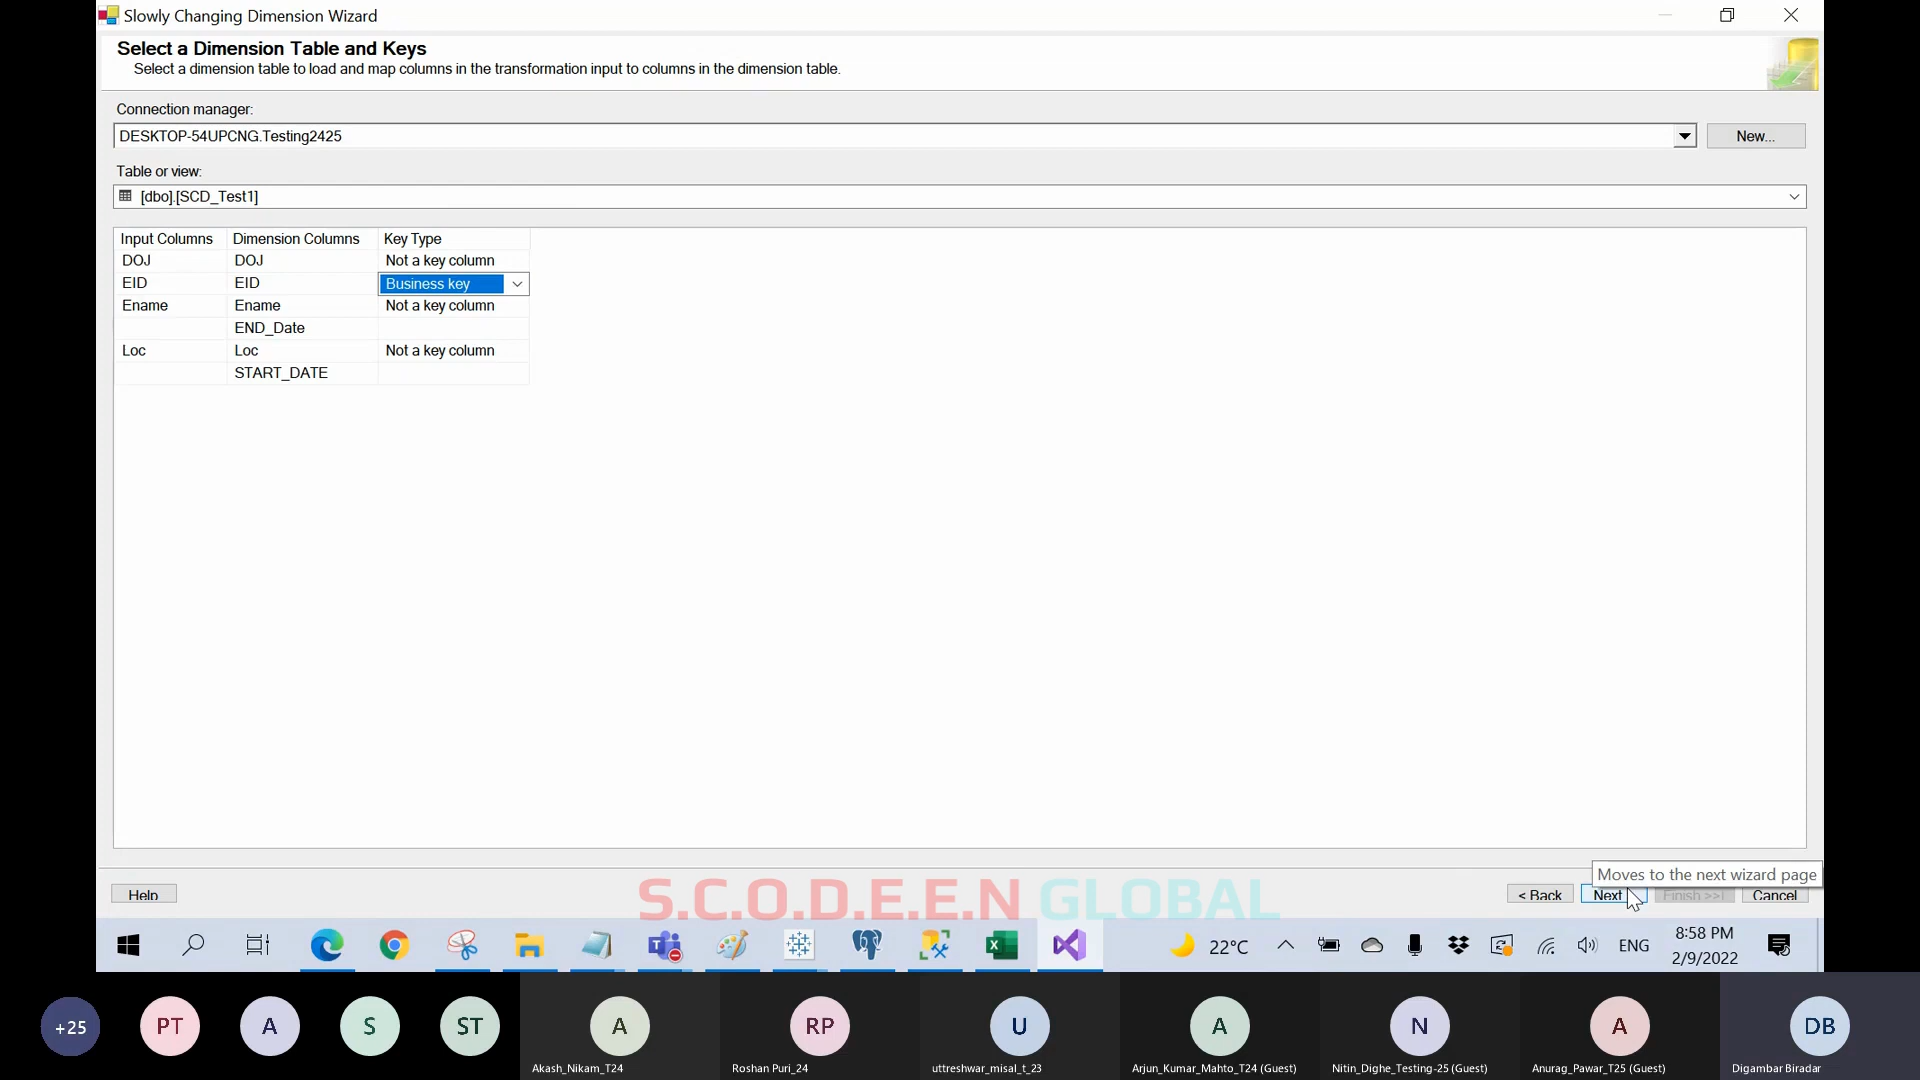 Slowly Changing Dimension Wizard
Select a Dimension Table and Keys
Select a dimension table to load and map columns in the transformation input to columns in the dimension table.
Connection manager:
DESKTOP-54UPCNG.Testing2425
New...
Table or view:
[dbo].[SCD_Test1]
Input Columns Dimension Columns Key Type
DOJ DOJ Not a key column
EID EID Business key
Ename Ename Not a key column
END_Date
Loc Loc Not a key column
START_DATE
Moves to the next wizard page
Help
< Back Next Finish >>| Cancel
S.C.O.D.E.E.N GLOBAL
22°C
ENG
8:58 PM
2/9/2022
+25 PT A S ST A RP U A N A DB
Akash_Nikam_T24 Roshan Puri_24 uttreshwar_misal_t_23 Arjun_Kumar_Mahto_T24 (Guest) Nitin_Dighe_Testing-25 (Guest) Anurag_Pawar_T25 (Guest) Digambar Biradar